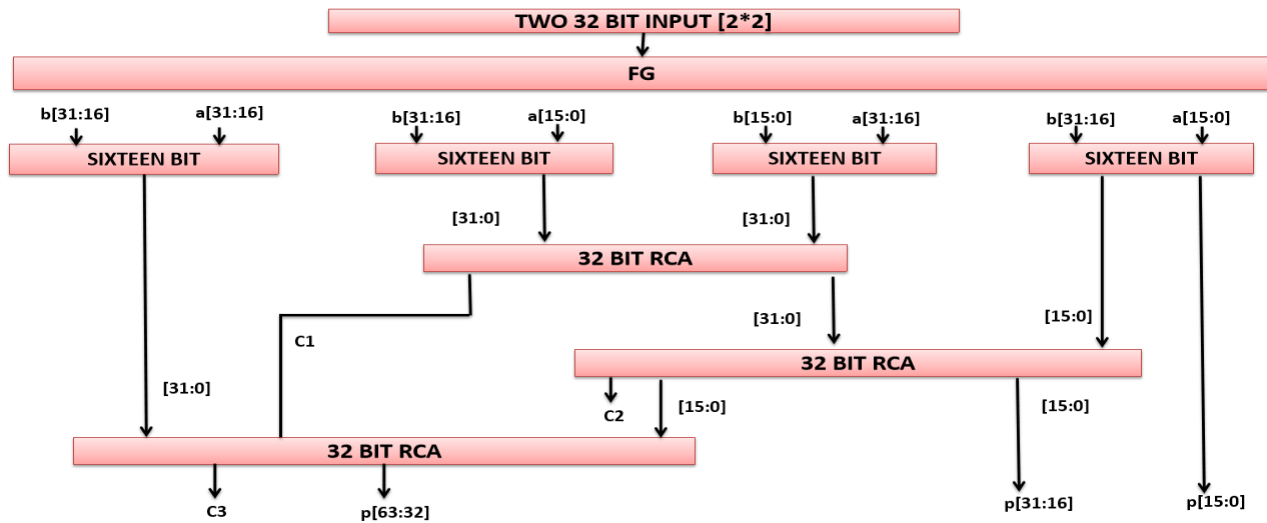 TWO 32 BIT INPUT [2*2]
FG
b[31:16] a[31:16] b[31:16] a[15:0] b[15:0] a[31:16] b[31:16] a[15:0]
SIXTEEN BIT SIXTEEN BIT SIXTEEN BIT SIXTEEN BIT
[31:0] [31:0]
32 BIT RCA
[31:0] [15:0]
C1
32 BIT RCA
[31:0] C2 [15:0] [15:0]
32 BIT RCA
C3 p[63:32] p[31:16] p[15:0]